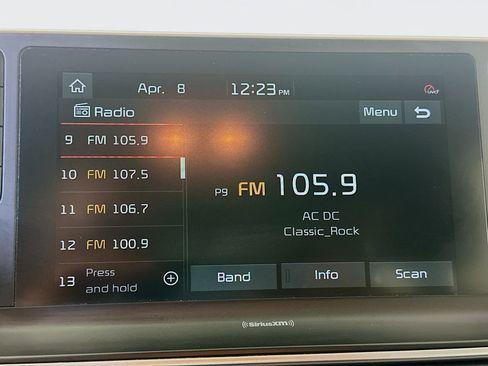 Apr. 8 12:23 PM
Radio Menu
9 FM 105.9
10 FM 107.5
11 FM 106.7
12 FM 100.9
13 Press and hold
P9 FM 105.9
AC DC
Classic_Rock
Band Info Scan
((SiriusXM))